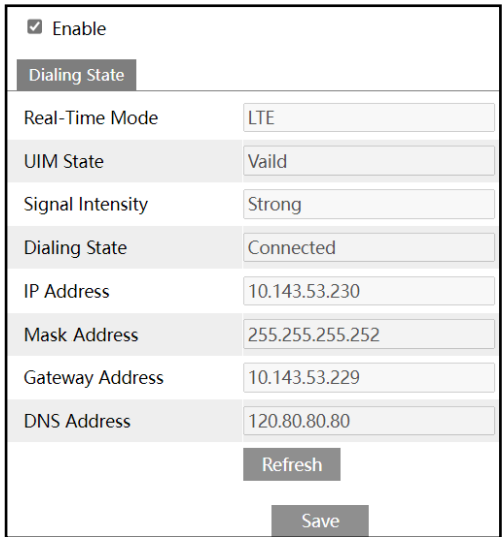 Enable
Dialing State
Real-Time Mode LTE
UIM State Vaild
Signal Intensity Strong
Dialing State Connected
IP Address 10.143.53.230
Mask Address 255.255.255.252
Gateway Address 10.143.53.229
DNS Address 120.80.80.80
Refresh
Save